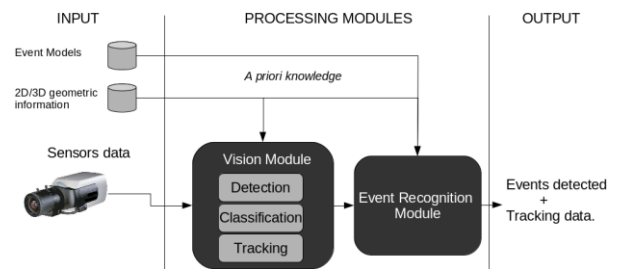 INPUT
PROCESSING MODULES
OUTPUT
Event Models
A priori knowledge
2D/3D geometric
information
Sensors data
Vision Module
Detection
Classification
Tracking
Event Recognition
Module
Events detected
+
Tracking data.